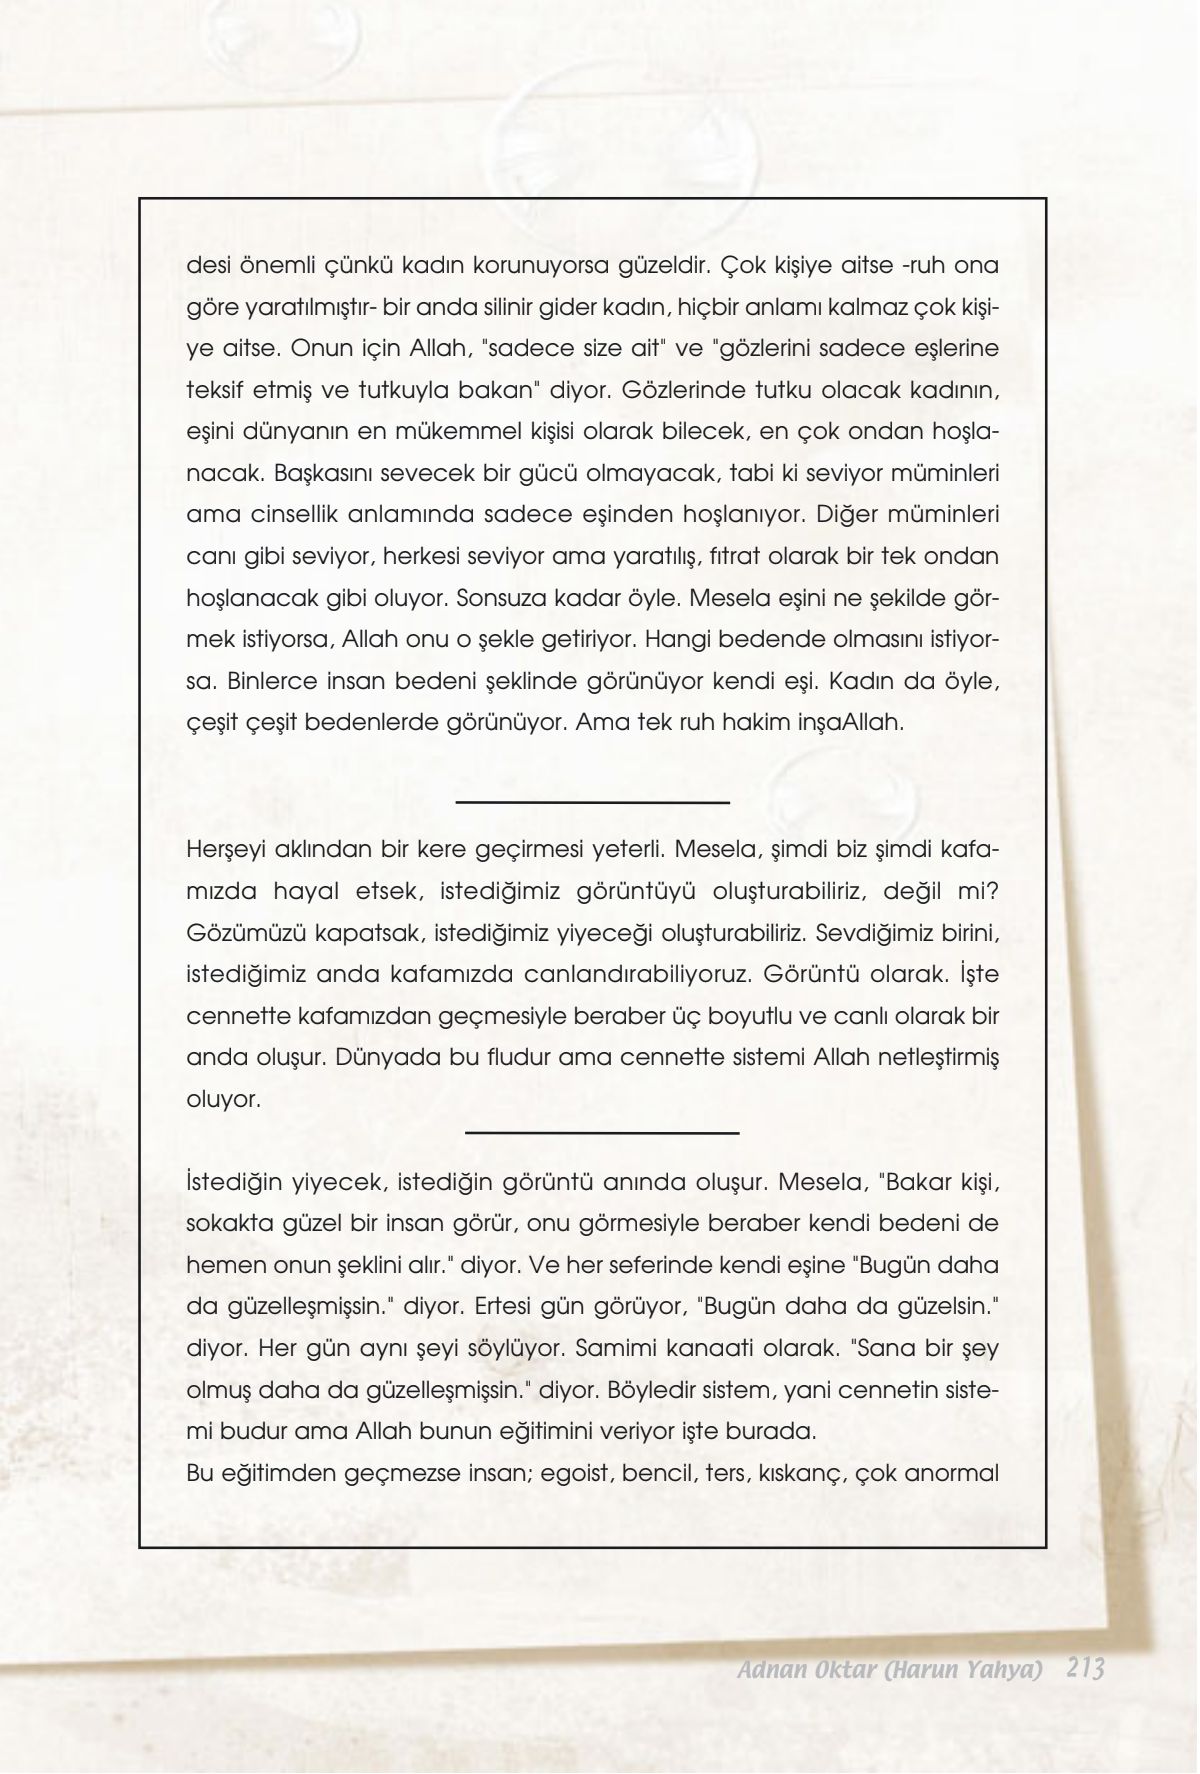 desi önemli çünkü kadın korunuyorsa güzeldir. Çok kişiye aitse -ruh ona
göre yaratılmıştır- bir anda silinir gider kadın, hiçbir anlamı kalmaz çok kişi-
ye aitse. Onun için Allah, "sadece size ait" ve "gözlerini sadece eşlerine
teksif etmiş ve tutkuyla bakan" diyor. Gözlerinde tutku olacak kadının,
eşini dünyanın en mükemmel kişisi olarak bilecek, en çok ondan hoşla-
nacak. Başkasını sevecek bir gücü olmayacak, tabi ki seviyor müminleri
ama cinsellik anlamında sadece eşinden hoşlanıyor. Diğer müminleri
canı gibi seviyor, herkesi seviyor ama yaratılış, fıtrat olarak bir tek ondan
hoşlanacak gibi oluyor. Sonsuza kadar öyle. Mesela eşini ne şekilde gör-
mek istiyorsa, Allah onu o şekle getiriyor. Hangi bedende olmasını istiyor-
sa. Binlerce insan bedeni şeklinde görünüyor kendi eşi. Kadın da öyle,
çeşit çeşit bedenlerde görünüyor. Ama tek ruh hakim inşaAllah.
Herşeyi aklından bir kere geçirmesi yeterli. Mesela, şimdi biz şimdi kafa-
mızda hayal etsek, istediğimiz görüntüyü oluşturabiliriz, değil mi?
Gözümüzü kapatsak, istediğimiz yiyeceği oluşturabiliriz. Sevdiğimiz birini,
istediğimiz anda kafamızda canlandırabiliyoruz. Görüntü olarak. İşte
cennette kafamızdan geçmesiyle beraber üç boyutlu ve canlı olarak bir
anda oluşur. Dünyada bu fludur ama cennette sistemi Allah netleştirmiş
oluyor.
İstediğin yiyecek, istediğin görüntü anında oluşur. Mesela, "Bakar kişi,
sokakta güzel bir insan görür, onu görmesiyle beraber kendi bedeni de
hemen onun şeklini alır." diyor. Ve her seferinde kendi eşine "Bugün daha
da güzelleşmişsin." diyor. Ertesi gün görüyor, "Bugün daha da güzelsin."
diyor. Her gün aynı şeyi söylüyor. Samimi kanaati olarak. "Sana bir şey
olmuş daha da güzelleşmişsin." diyor. Böyledir sistem, yani cennetin siste-
mi budur ama Allah bunun eğitimini veriyor işte burada.
Bu eğitimden geçmezse insan; egoist, bencil, ters, kıskanç, çok anormal
Adnan Oktar (Harun Yahya) 213